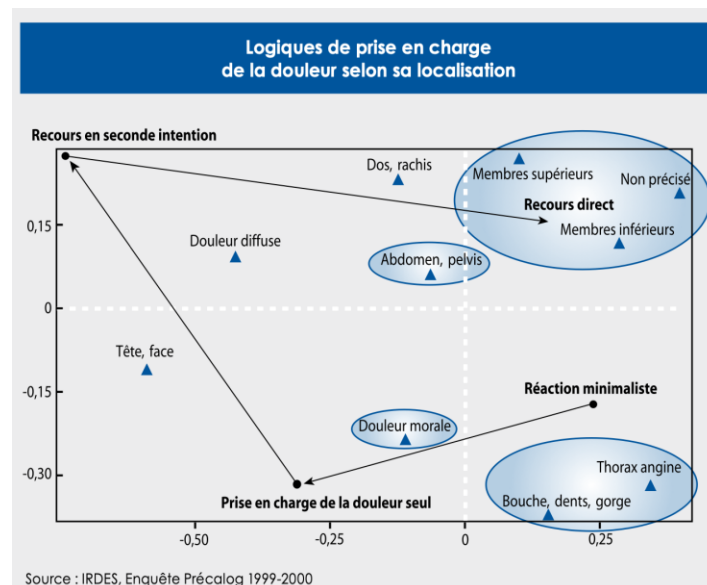 Logiques de prise en charge
de la douleur selon sa localisation
Recours en seconde intention
Dos, rachis
Membres supérieurs
Non précisé
Recours direct
0,15
Douleur diffuse
Membres inférieurs
Abdomen, pelvis
0
Tête, face
-0,15
Réaction minimaliste
Douleur morale
-0,30
Thorax angine
Prise en charge de la douleur seul
Bouche, dents, gorge
-0,50
-0,25
0
0,25
Source : IRDES, Enquête Précalog 1999-2000